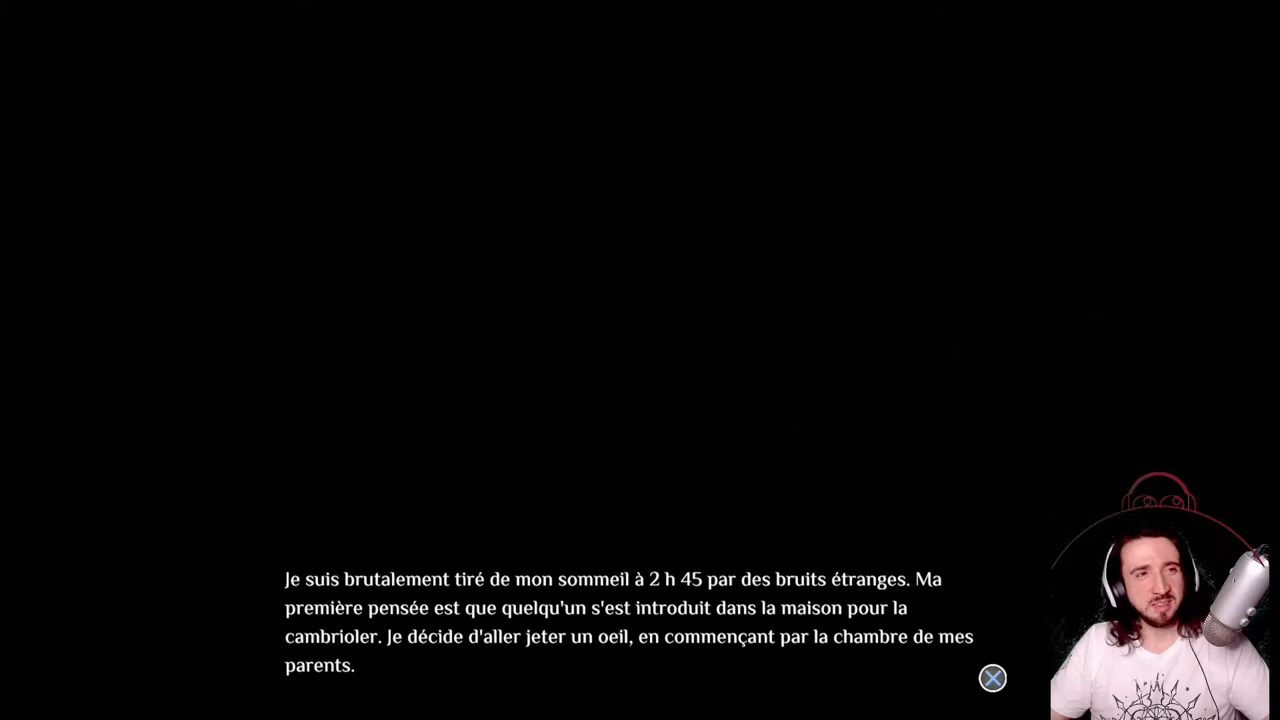 Je suis brutalement tiré de mon sommeil à 2 h 45 par des bruits étranges. Ma
première pensée est que quelqu'un s'est introduit dans la maison pour la
cambrioler. Je décide d'aller jeter un oeil, en commençant par la chambre de mes
parents.